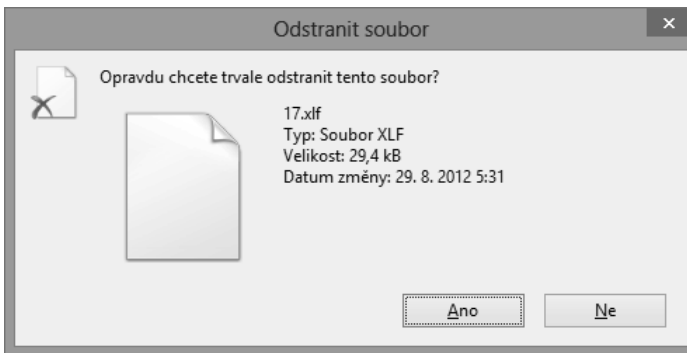 Odstranit soubor
Opravdu chcete trvale odstranit tento soubor?
17.xlf
Typ: Soubor XLF
Velikost: 29,4 kB
Datum změny: 29. 8. 2012 5:31
Ano
Ne